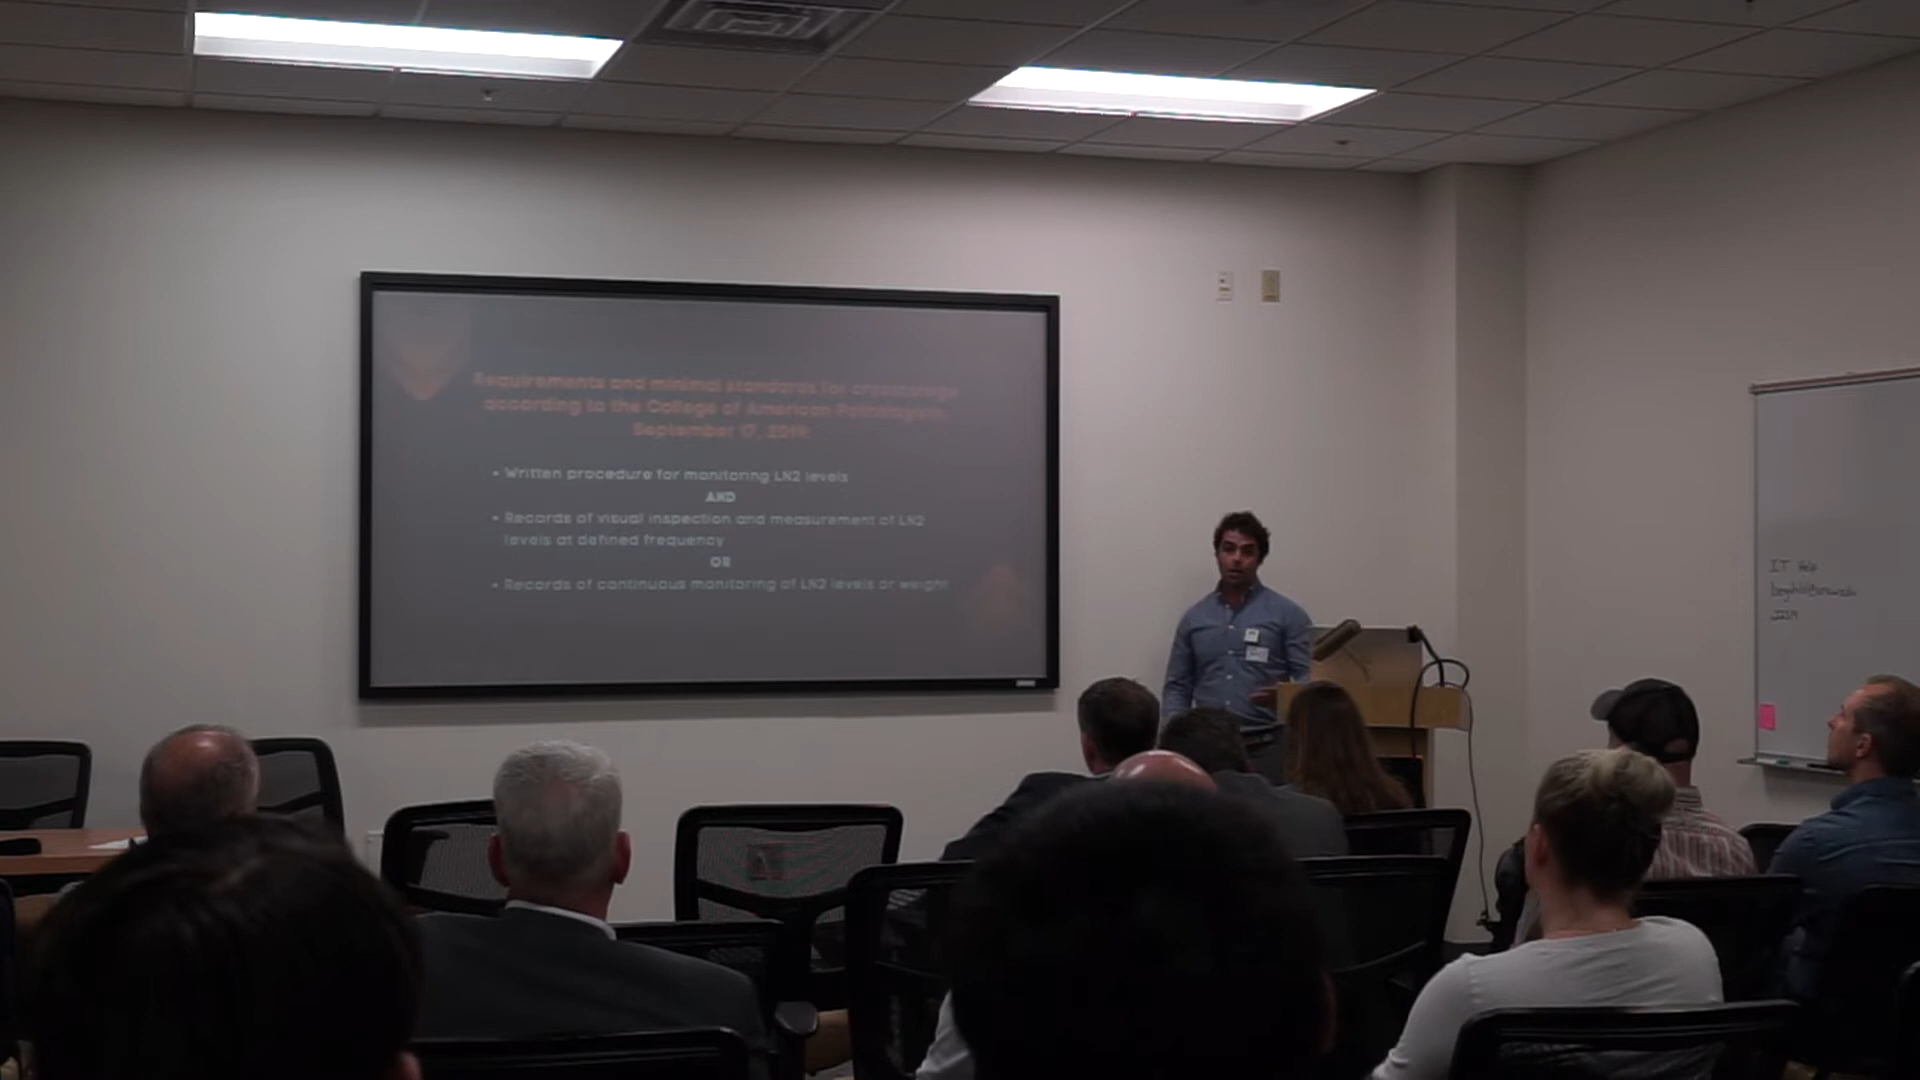 Requirements and minimal standards for cryostorage
according to the College of American Pathologists
September 17, 2019:
• Written procedure for monitoring LN2 levels
AND
• Records of visual inspection and measurement of LN2
levels at defined frequency
OR
• Records of continuous monitoring of LN2 levels or weight
IT Help